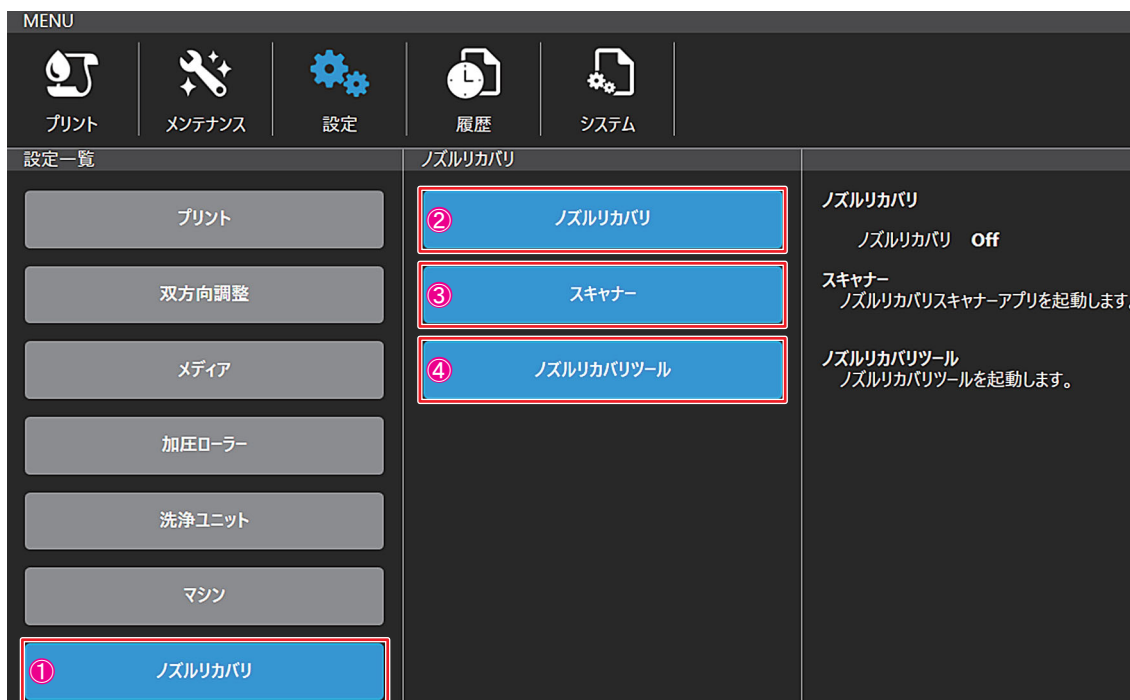 MENU
プリント
メンテナンス
設定
履歴
システム
設定一覧
プリント
双方向調整
メディア
加圧ローラー
洗浄ユニット
マシン
① ノズルリカバリ
ノズルリカバリ
② ノズルリカバリ
③ スキャナー
④ ノズルリカバリツール
ノズルリカバリ
ノズルリカバリ Off
スキャナー
ノズルリカバリスキャナーアプリを起動します。
ノズルリカバリツール
ノズルリカバリツールを起動します。